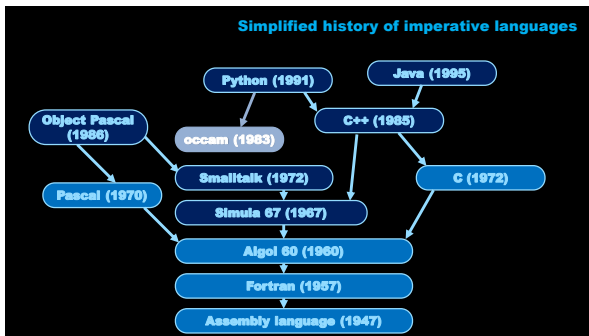 Simplified history of imperative languages
Python (1991)
Java (1995)
Object Pascal
(1986)
occam (1983)
C++ (1985)
Smalltalk (1972)
C (1972)
Pascal (1970)
Simula 67 (1967)
Algol 60 (1960)
Fortran (1957)
Assembly language (1947)